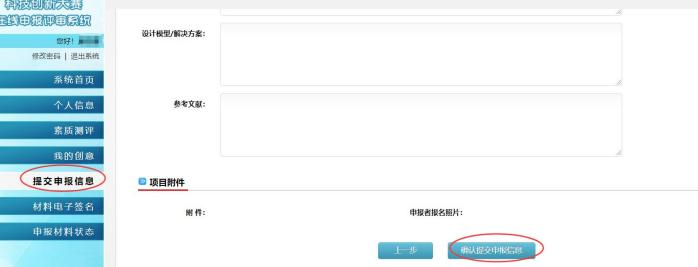 科技创新大赛
在线申报评审系统
您好！
修改密码 | 退出系统
系统首页
个人信息
素质测评
我的创意
提交申报信息
材料电子签名
申报材料状态
设计模型/解决方案：
参考文献：
项目附件
附 件：
申报者报名照片：
上一步
确认提交申报信息